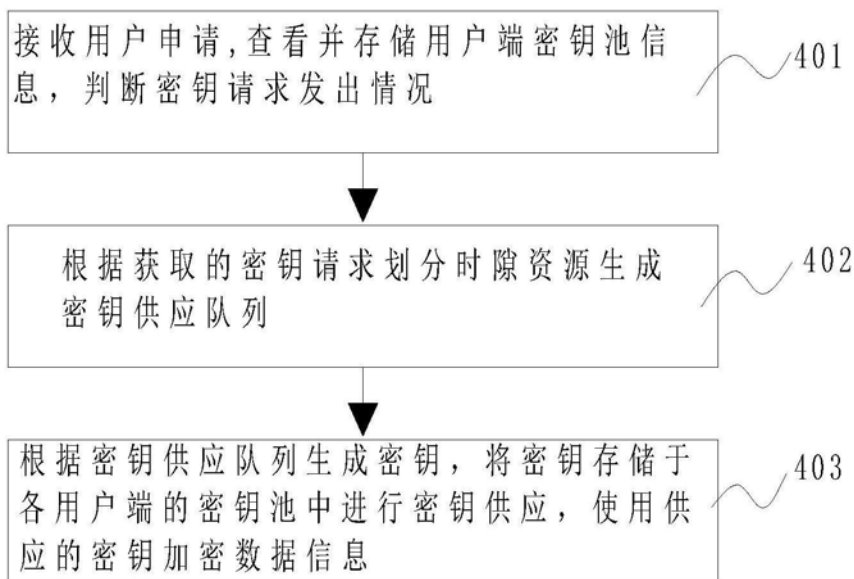 接收用户申请,查看并存储用户端密钥池信
息，判断密钥请求发出情况
401
根据获取的密钥请求划分时隙资源生成
密钥供应队列
402
根据密钥供应队列生成密钥，将密钥存储于
各用户端的密钥池中进行密钥供应，使用供
应的密钥加密数据信息
403